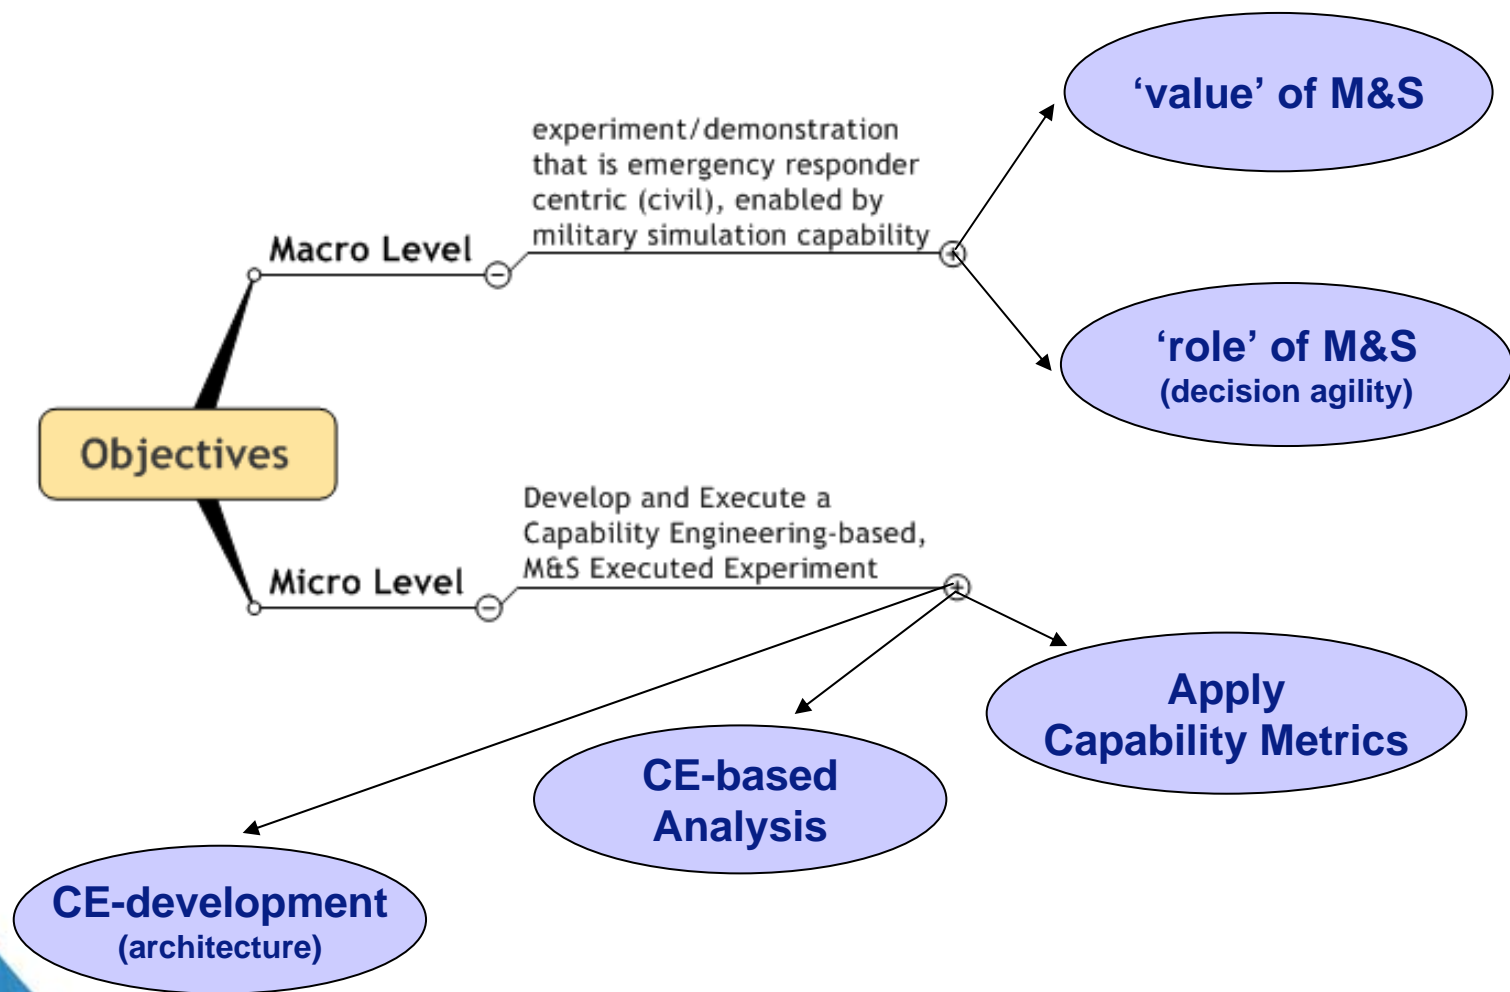 ‘value’ of M&S
experiment/demonstration
that is emergency responder
centric (civil), enabled by
military simulation capability
Macro Level
‘role’ of M&S
(decision agility)
Objectives
Develop and Execute a
Capability Engineering-based,
M&S Executed Experiment
Micro Level
Apply
Capability Metrics
CE-based
Analysis
CE-development
(architecture)